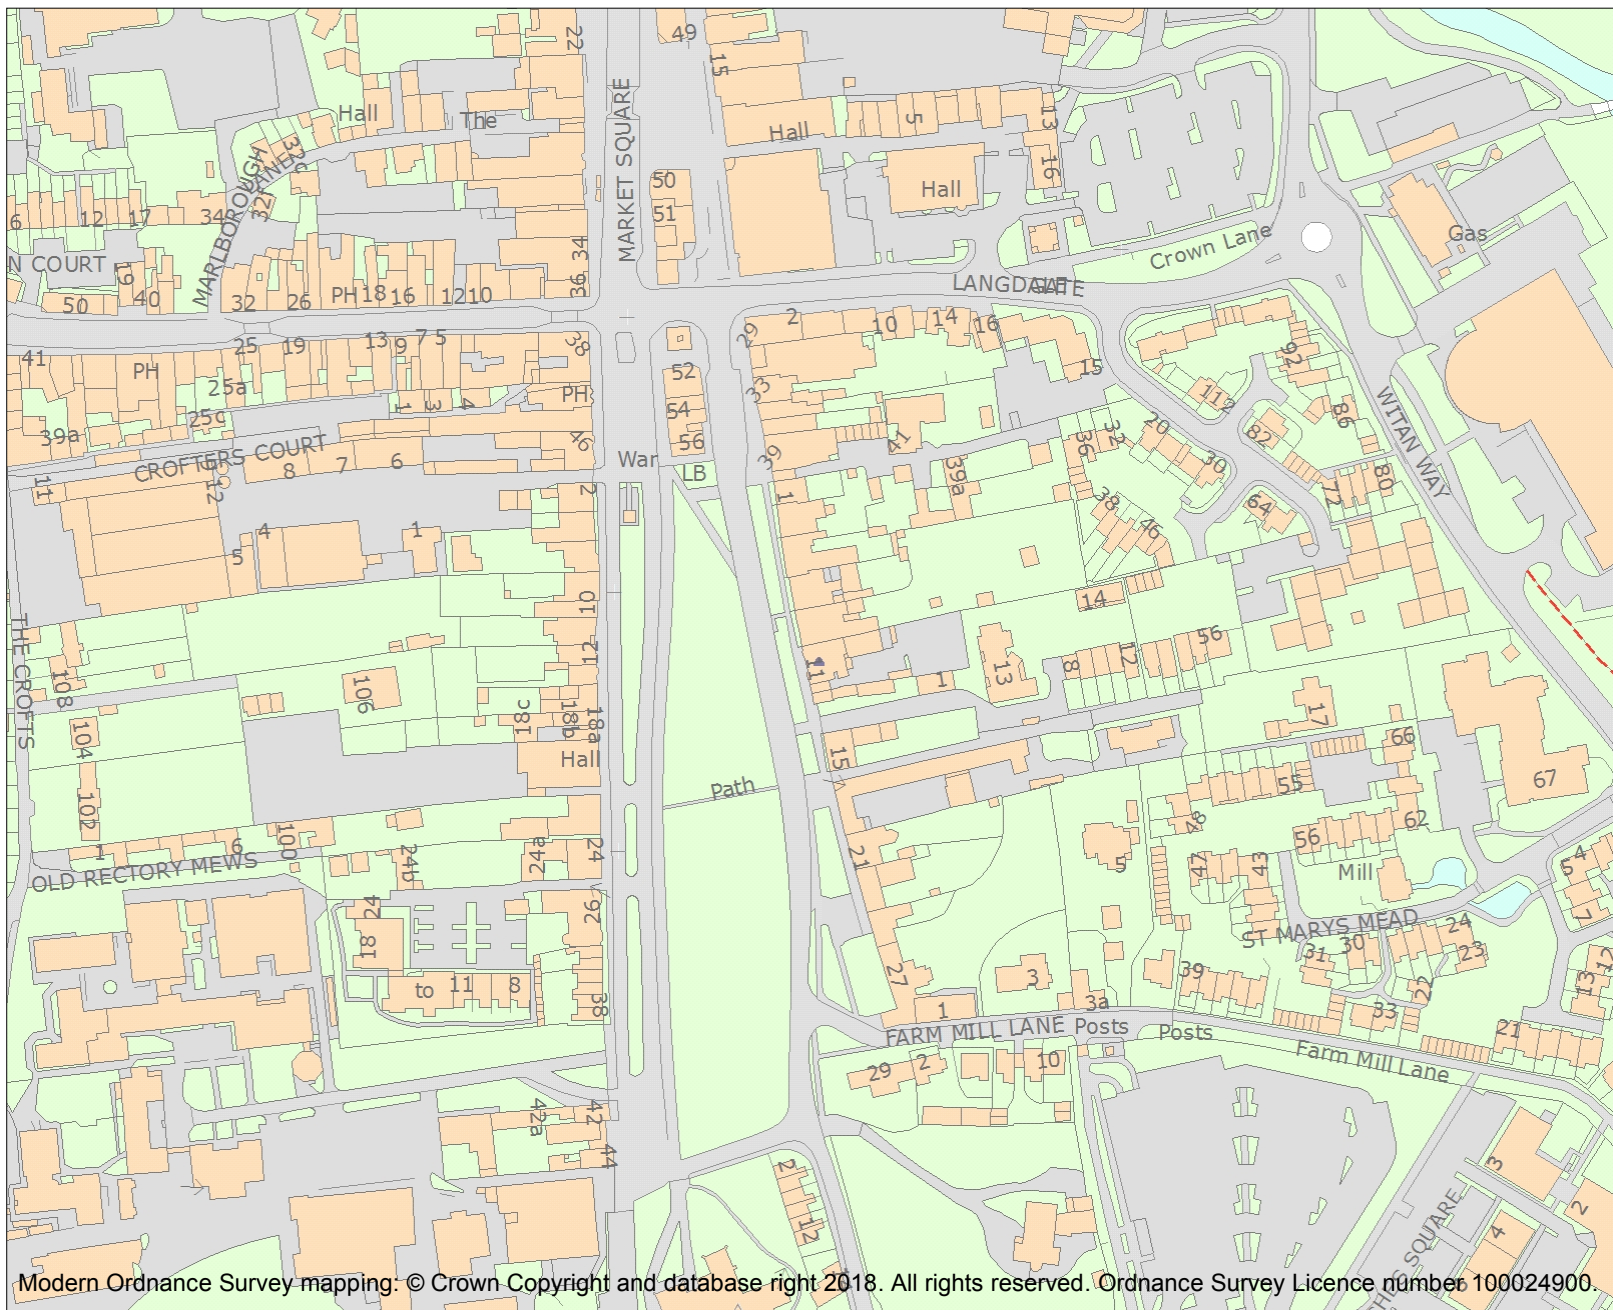 22
49
15
MARKET SQUARE
Hall
The
Hall
5
13
16
Hall
50
51
32c
MARLBOROUGH
LANE
32f
6
12
17
34
N COURT
19
50
40
32
26
PH
18
16
12
10
34
36
Crown Lane
Gas
LANGDALE
GATE
41
PH
25
19
13
9
7
5
38
PH
25a
25c
1
3
4
39a
CROFTERS COURT
8
7
6
46
12
11
4
5
1
2
War
LB
52
54
56
29
2
10
14
16
33
39
41
39a
15
112
92
86
82
WITAN WAY
20
30
32
36
38
46
64
72
80
1
14
10
12
THE CROFTS
108
106
104
102
18c
18b
18a
Hall
11
1
13
8
12
56
17
66
67
15
Path
55
48
62
56
5
47
43
Mill
54
7
ST MARYS MEAD
24
23
31
30
22
39
33
13
12
21
1
6
100
OLD RECTORY MEWS
24b
24a
24
24
26
18
to
11
8
38
21
27
3
1
3a
FARM MILL LANE
Posts
Posts
Farm Mill Lane
21
29
2
10
42a
42
44
2
12
3
2
4
SQUARE
Modern Ordnance Survey mapping: © Crown Copyright and database right 2018. All rights reserved. Ordnance Survey Licence number 100024900.